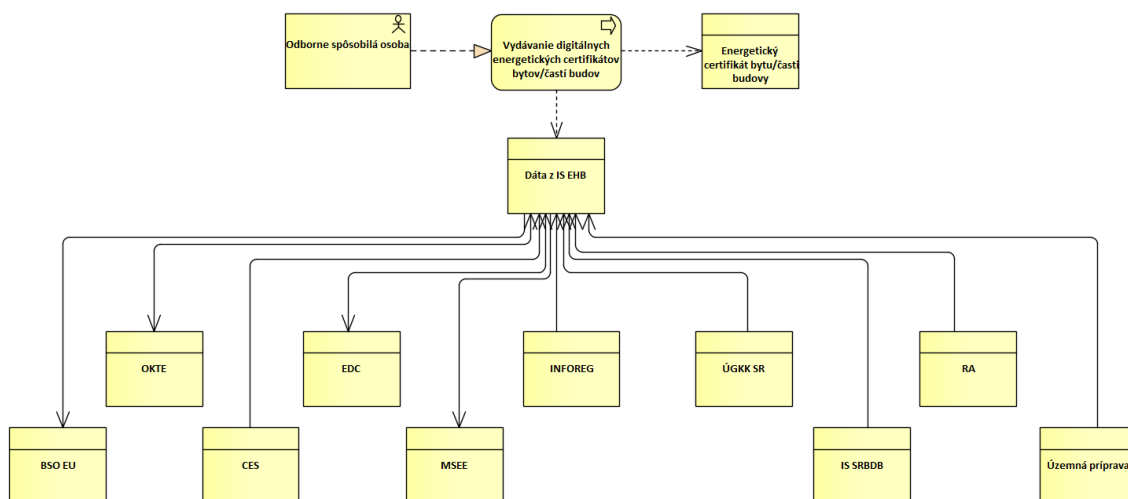 Odborne spôsobilá osoba
Vydávanie digitálnych
energetických certifikátov
bytov/častí budov
Energetický
certifikát bytu/časti
budovy
Dáta z IS EHB
OKTE
EDC
INFOREG
ÚGKK SR
RA
BSO EU
CES
MSEE
IS SRBDB
Územná príprava